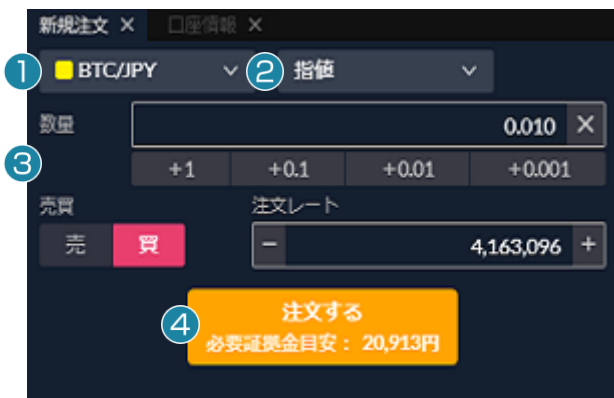 新規注文 × 口座情報 ×
1 BTC/JPY 2 指値
数量 0.010 ×
3 +1 +0.1 +0.01 +0.001
売買 注文レート
売 買 − 4,163,096 +
4 注文する
必要証拠金目安： 20,913円